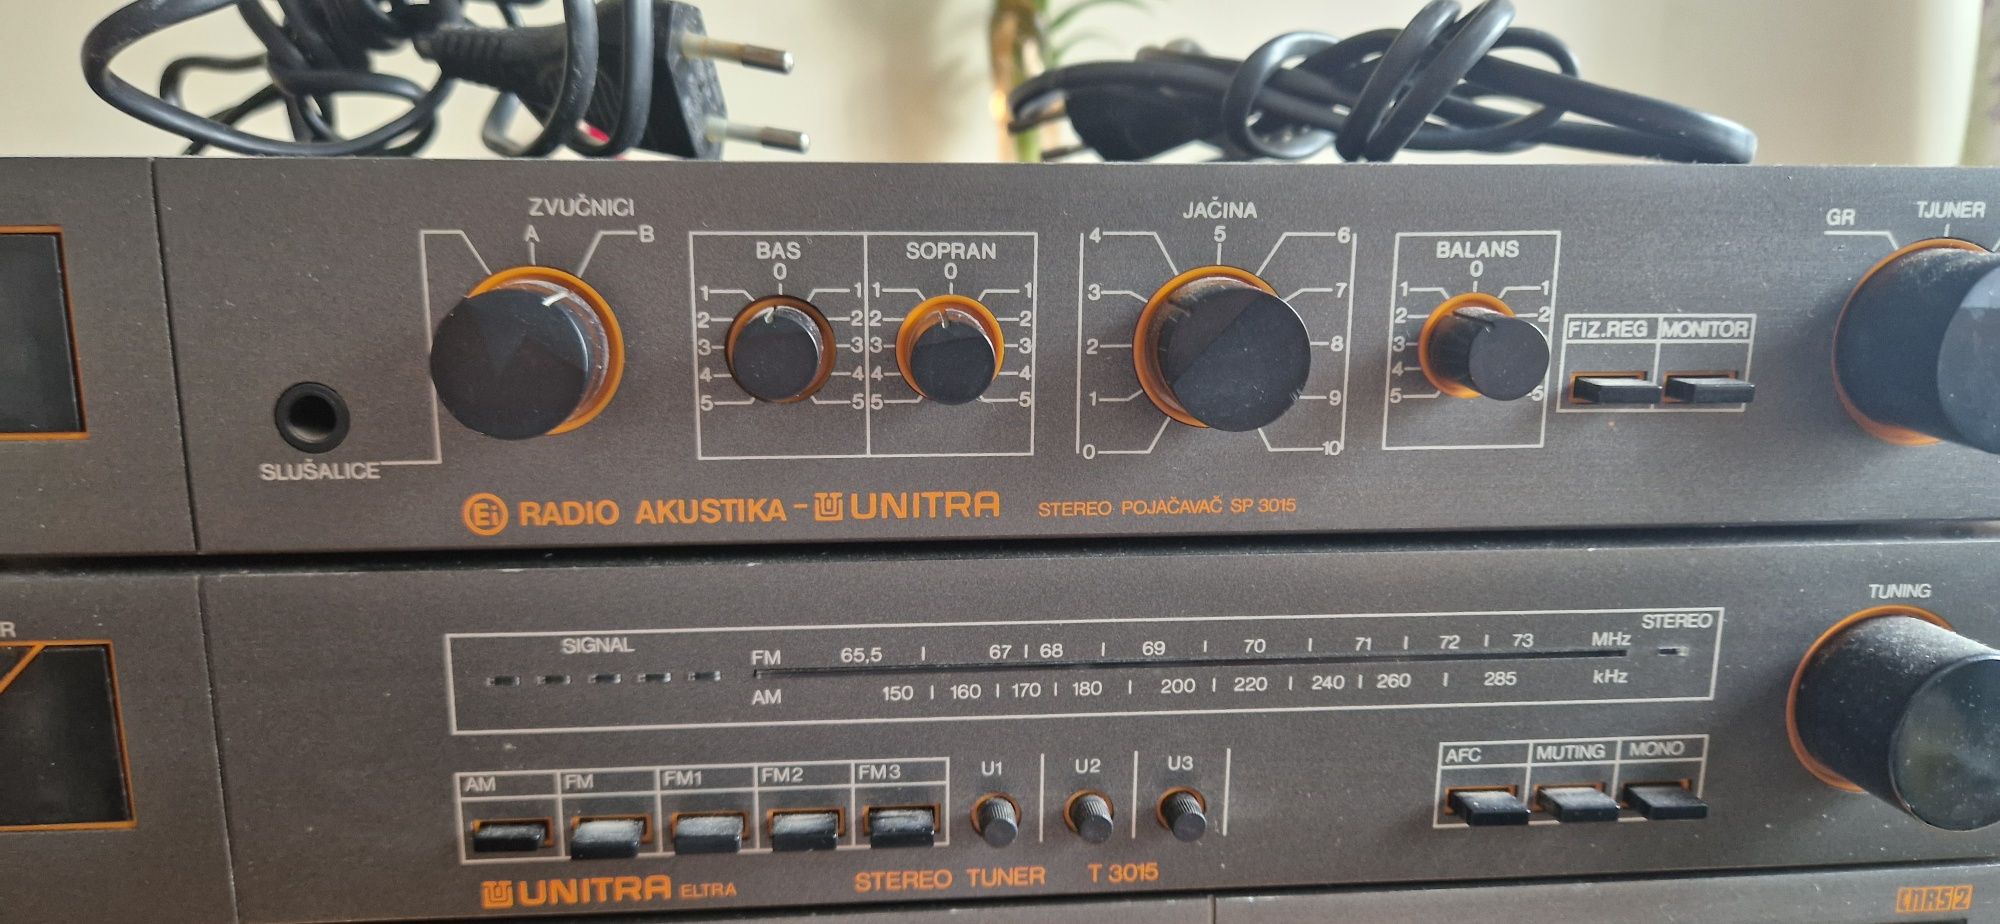 ZVUČNICI
A B
SLUŠALICE
BAS
0
1 1
2 2
3 3
4 4
5 5
SOPRAN
0
1 1
2 2
3 3
4 4
5 5
JAČINA
4 5 6
3 7
2 8
1 9
0 10
BALANS
0
1 1
2 2
3
4
5 5
FIZ.REG MONITOR
GR TJUNER
Ei RADIO AKUSTIKA - UNITRA STEREO POJAČAVAČ SP 3015
R
SIGNAL
FM 65,5 67 68 69 70 71 72 73 MHz
AM 150 160 170 180 200 220 240 260 285 kHz
STEREO
TUNING
AM FM FM1 FM2 FM3 U1 U2 U3
AFC MUTING MONO
UNITRA ELTRA STEREO TUNER T 3015